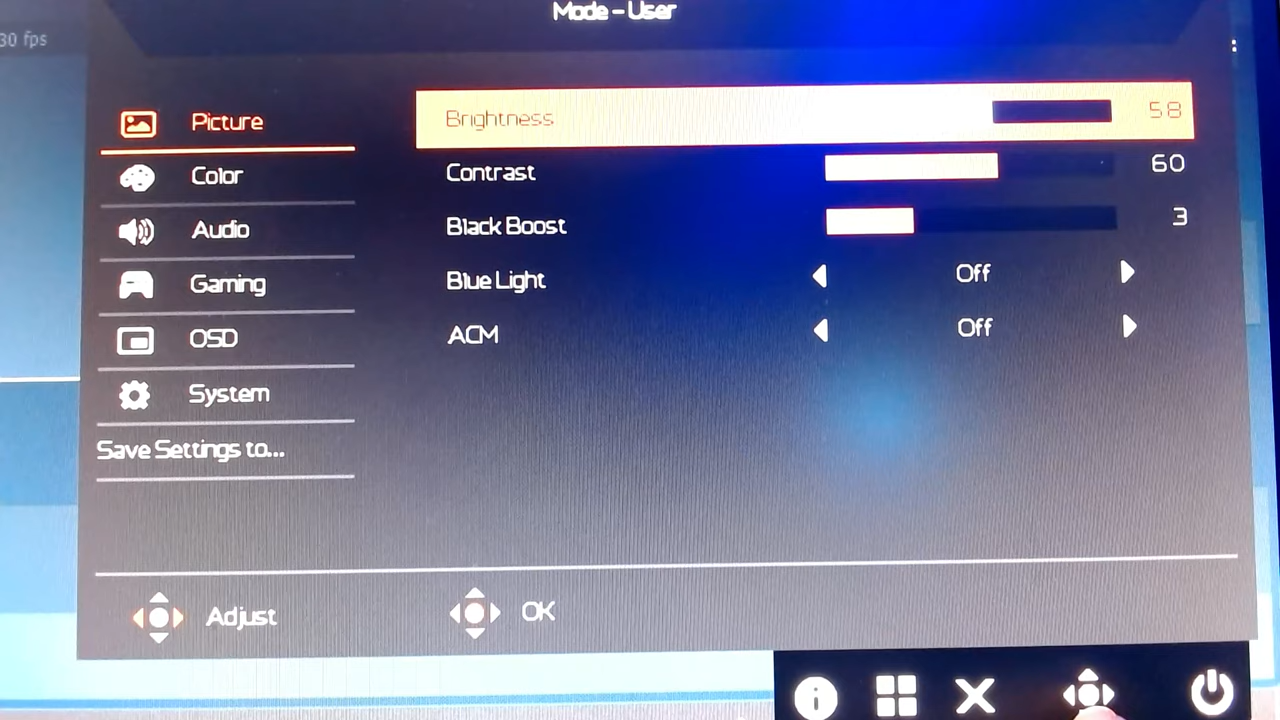 Mode - User
30 fps
Picture
Color
Audio
Gaming
OSD
System
Save Settings to...
Brightness 58
Contrast 60
Black Boost 3
Blue Light Off
ACM Off
Adjust OK